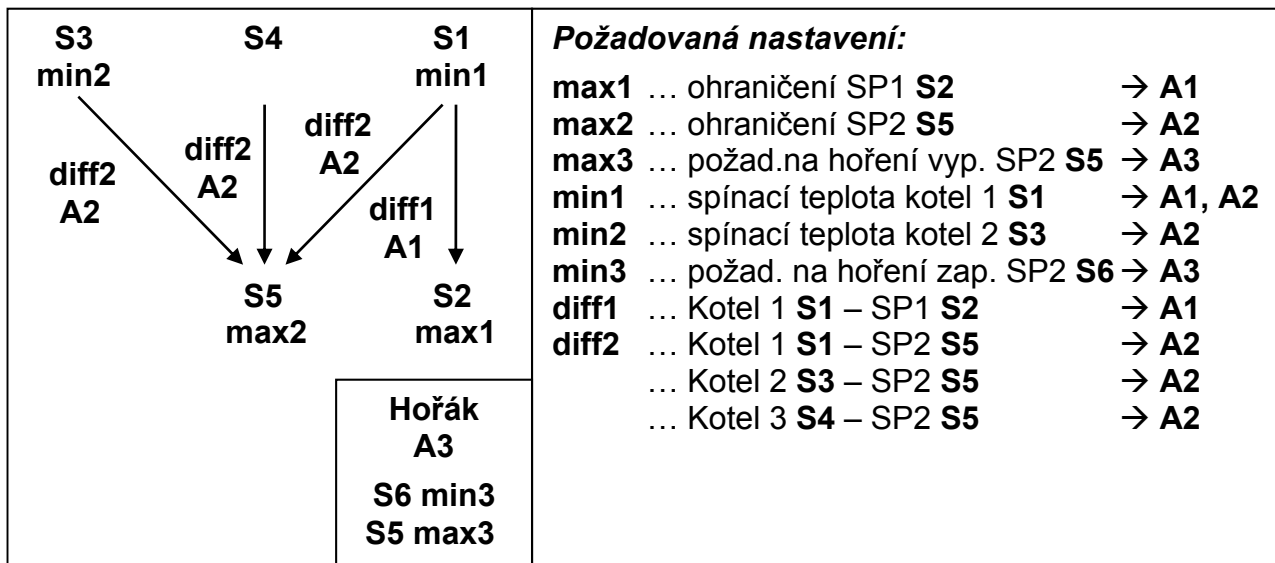 S3 S4 S1
min2 min1
diff2
diff2
A2
diff2
A2
diff1
A2
A1
S5 S2
max2 max1
Hořák
A3
S6 min3
S5 max3
Požadovaná nastavení:
max1 … ohraničení SP1 S2 → A1
max2 … ohraničení SP2 S5 → A2
max3 … požad.na hoření vyp. SP2 S5 → A3
min1 … spínací teplota kotel 1 S1 → A1, A2
min2 … spínací teplota kotel 2 S3 → A2
min3 … požad. na hoření zap. SP2 S6 → A3
diff1 … Kotel 1 S1 – SP1 S2 → A1
diff2 … Kotel 1 S1 – SP2 S5 → A2
… Kotel 2 S3 – SP2 S5 → A2
… Kotel 3 S4 – SP2 S5 → A2